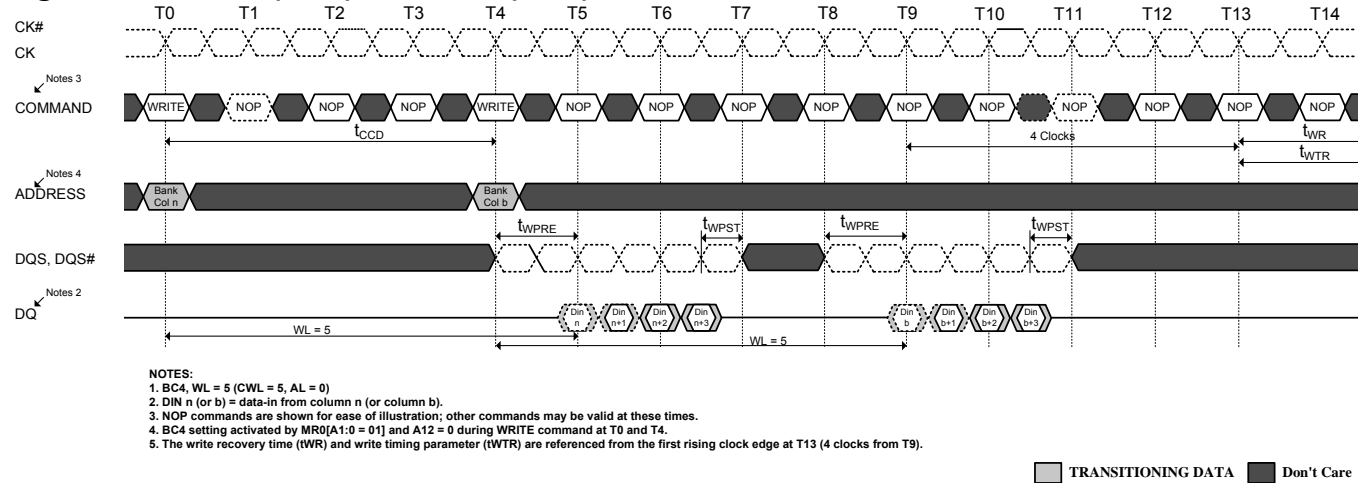 T0 T1 T2 T3 T4 T5 T6 T7 T8 T9 T10 T11 T12 T13 T14
CK#
CK
Notes 3
COMMAND
WRITE NOP NOP NOP WRITE NOP NOP NOP NOP NOP NOP NOP NOP NOP NOP
tCCD
4 Clocks
tWR
tWTR
Notes 4
ADDRESS
Bank Col n
Bank Col b
tWPRE
tWPST
tWPRE
tWPST
DQS, DQS#
Notes 2
DQ
Din n
Din n+1
Din n+2
Din n+3
Din b
Din b+1
Din b+2
Din b+3
WL = 5
WL = 5
NOTES:
1. BC4, WL = 5 (CWL = 5, AL = 0)
2. DIN n (or b) = data-in from column n (or column b).
3. NOP commands are shown for ease of illustration; other commands may be valid at these times.
4. BC4 setting activated by MR0[A1:0 = 01] and A12 = 0 during WRITE command at T0 and T4.
5. The write recovery time (tWR) and write timing parameter (tWTR) are referenced from the first rising clock edge at T13 (4 clocks from T9).
TRANSITIONING DATA Don't Care